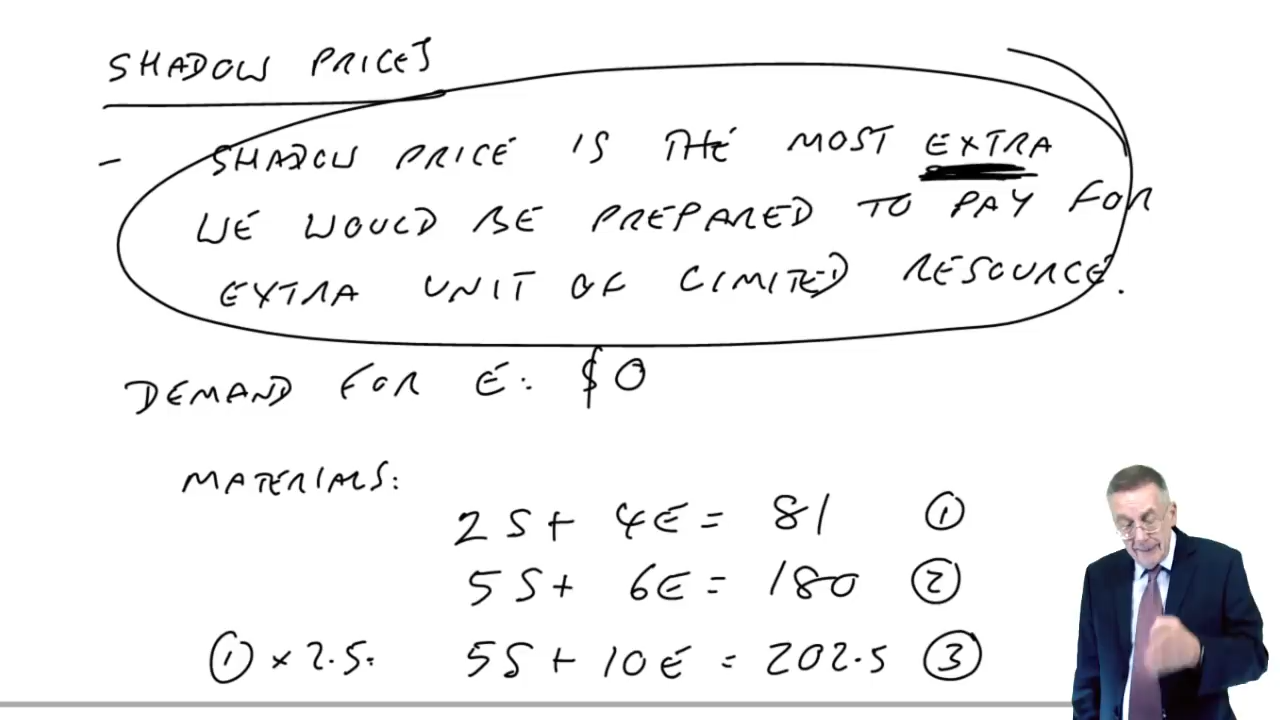 SHADOW PRICES
- SHADOW PRICE IS THE MOST EXTRA
WE WOULD BE PREPARED TO PAY FOR
EXTRA UNIT OF LIMITED RESOURCE.
DEMAND FOR E: $0
MATERIALS:
2S + 4E = 81 ①
5S + 6E = 180 ②
① × 2.5: 5S + 10E = 202.5 ③